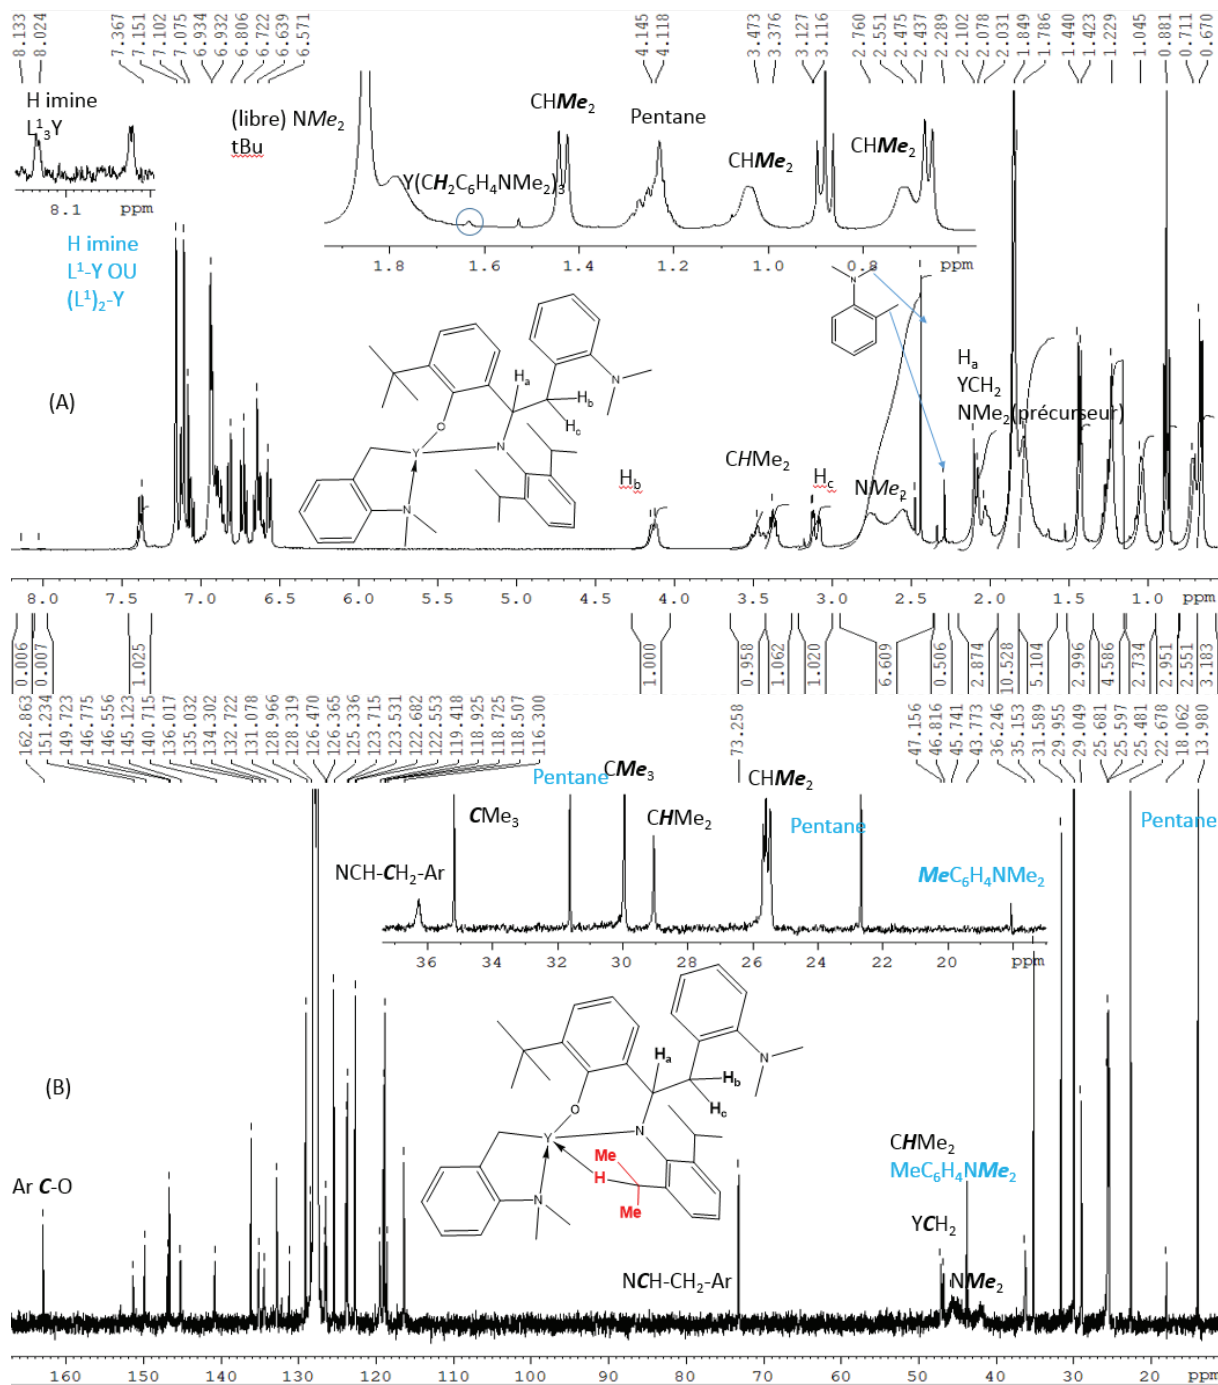 8.133
8.024
7.367
7.151
7.102
7.075
6.934
6.932
6.806
6.722
6.639
6.571
4.145
4.118
3.473
3.376
3.127
3.116
2.760
2.551
2.475
2.437
2.289
2.102
2.078
2.031
1.849
1.786
1.440
1.423
1.229
1.045
0.881
0.711
0.670
H imine
L¹₃Y
8.1 ppm
(libre) NMe₂
tBu
CHMe₂
Pentane
CHMe₂
CHMe₂
Y(CH₂C₆H₄NMe₂)₃
1.8 1.6 1.4 1.2 1.0 0.8 ppm
H imine
L¹-Y OU
(L¹)₂-Y
(A)
N
Hₐ
YCH₂
NMe₂(précurseur)
N
Hₐ
H_b
H_c
O
Y
N
N
H_b
CHMe₂
H_c
NMe₂
8.0 7.5 7.0 6.5 6.0 5.5 5.0 4.5 4.0 3.5 3.0 2.5 2.0 1.5 1.0 ppm
0.006
0.007
1.025
1.000
0.958
1.062
1.020
6.609
0.506
2.874
10.528
5.104
2.996
4.586
2.734
2.951
2.551
3.183
162.863
151.234
149.723
146.775
146.556
145.123
140.715
136.017
135.032
134.302
132.722
131.078
128.966
128.319
126.470
126.365
125.336
123.715
123.531
122.682
122.553
119.418
118.925
118.725
118.507
116.300
73.258
47.156
46.816
45.741
43.773
36.246
35.153
31.589
29.955
29.049
25.681
25.597
25.481
22.678
18.062
13.980
CMe₃
Pentane
CMe₃
CHMe₂
CHMe₂
Pentane
Pentane
NCH-CH₂-Ar
MeC₆H₄NMe₂
36 34 32 30 28 26 24 22 20 ppm
(B)
N
Hₐ
H_b
H_c
O
Y
N
Me
H
N
Me
Ar C-O
CHMe₂
MeC₆H₄NMe₂
YCH₂
NCH-CH₂-Ar
NMe₂
160 150 140 130 120 110 100 90 80 70 60 50 40 30 20 ppm